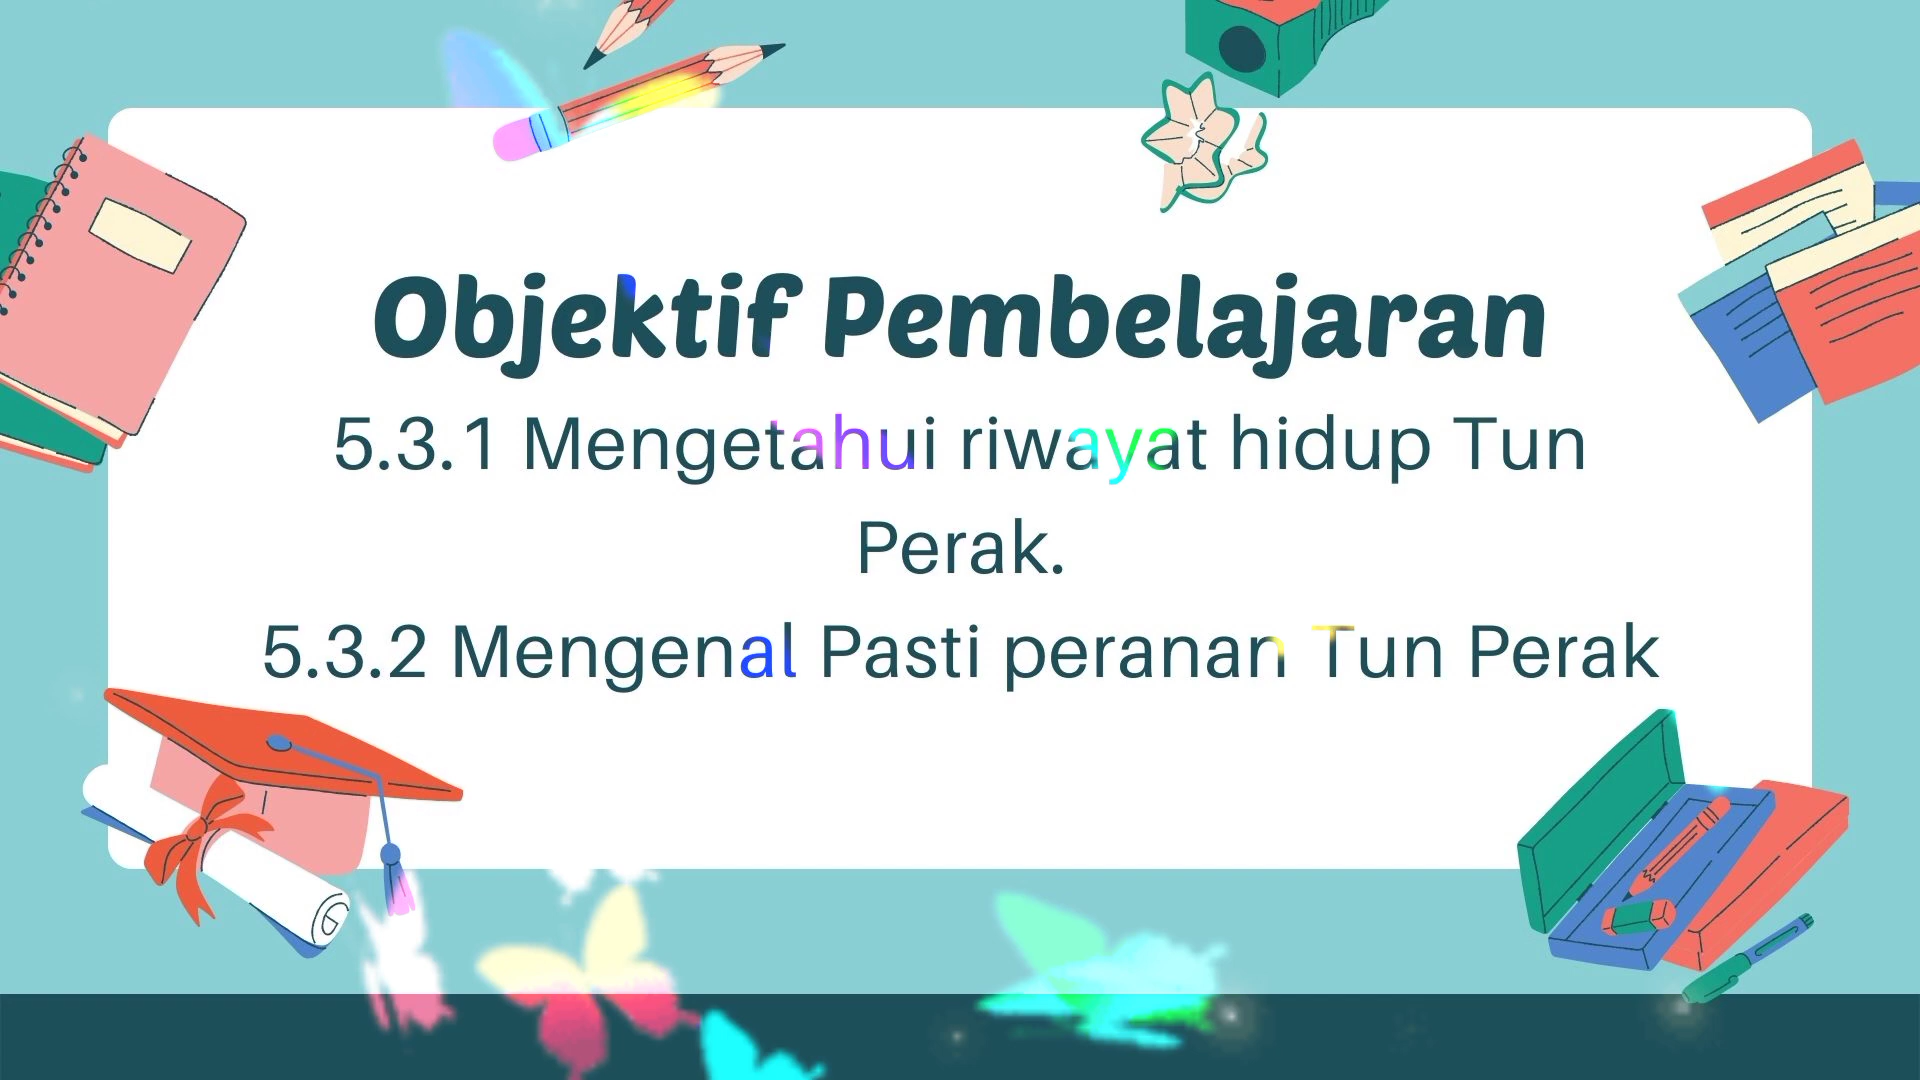 Objektif Pembelajaran
5.3.1 Mengetahui riwayat hidup Tun
Perak.
5.3.2 Mengenal Pasti peranan Tun Perak